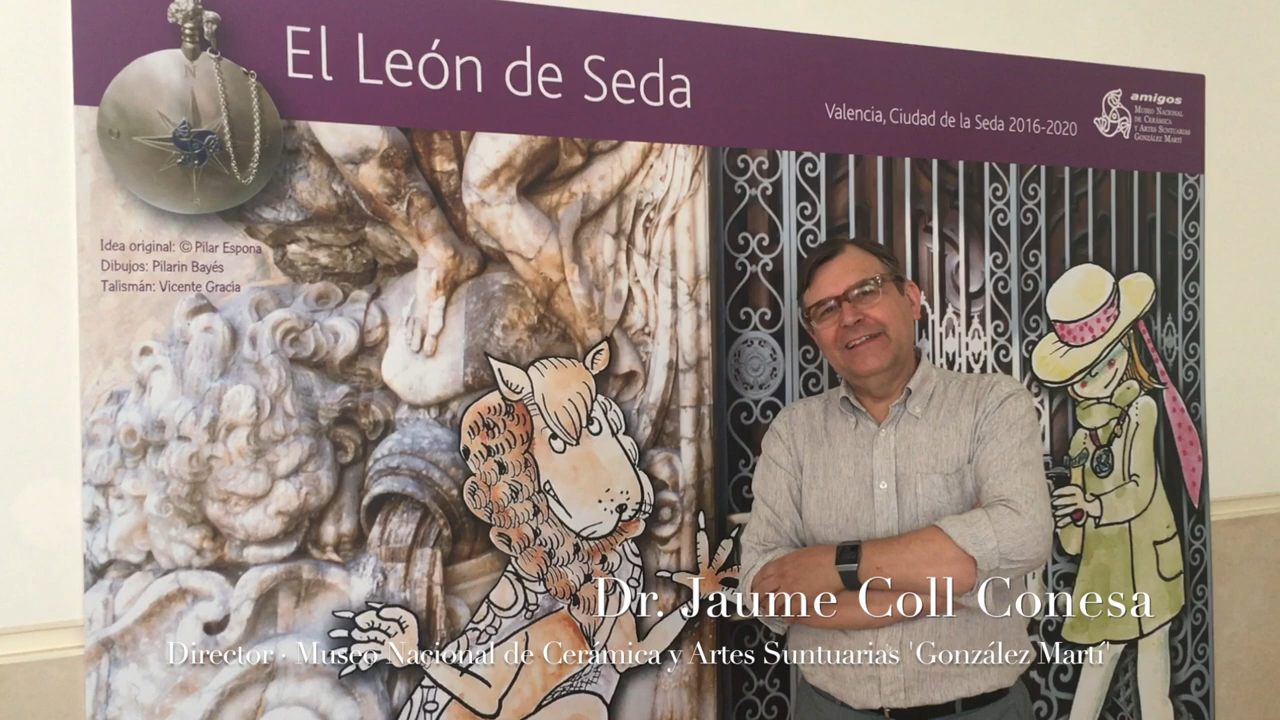 El León de Seda
Valencia, Ciudad de la Seda 2016-2020
amigos
Museo Nacional
de Cerámica
y Artes Suntuarias
González Martí
N
Idea original: © Pilar Espona
Dibujos: Pilarín Bayés
Talismán: Vicente Gracia
Dr. Jaume Coll Conesa
Director · Museo Nacional de Cerámica y Artes Suntuarias 'González Martí'